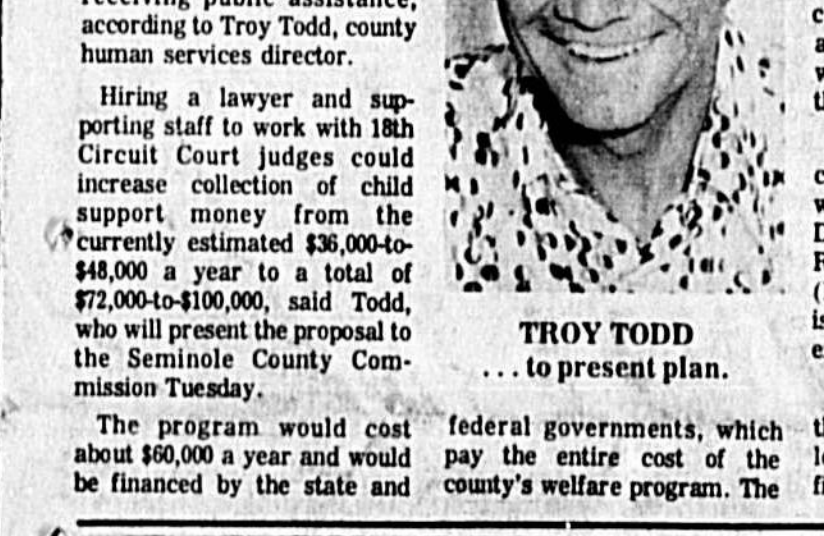 receiving public assistance,
according to Troy Todd, county
human services director.
Hiring a lawyer and sup-
porting staff to work with 18th
Circuit Court judges could
increase collection of child
support money from the
currently estimated $36,000-to-
$48,000 a year to a total of
$72,000-to-$100,000, said Todd,
who will present the proposal to
the Seminole County Com-
mission Tuesday.
The program would cost
about $60,000 a year and would
be financed by the state and
TROY TODD
... to present plan.
federal governments, which
pay the entire cost of the
county's welfare program. The